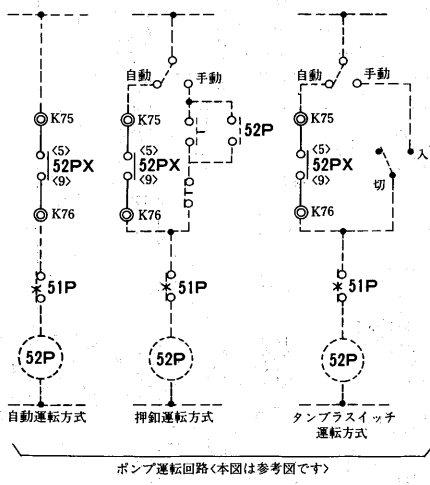 自動 手動 自動 手動
K75 K75 K75
52P
<5> <5> <5>
52PX 52PX 52PX
<9> <9> <9>
入
切
K76 K76 K76
51P 51P 51P
52P 52P 52P
自動運転方式 押釦運転方式 タンブラスイッチ
運転方式
ポンプ運転回路<本図は参考図です>